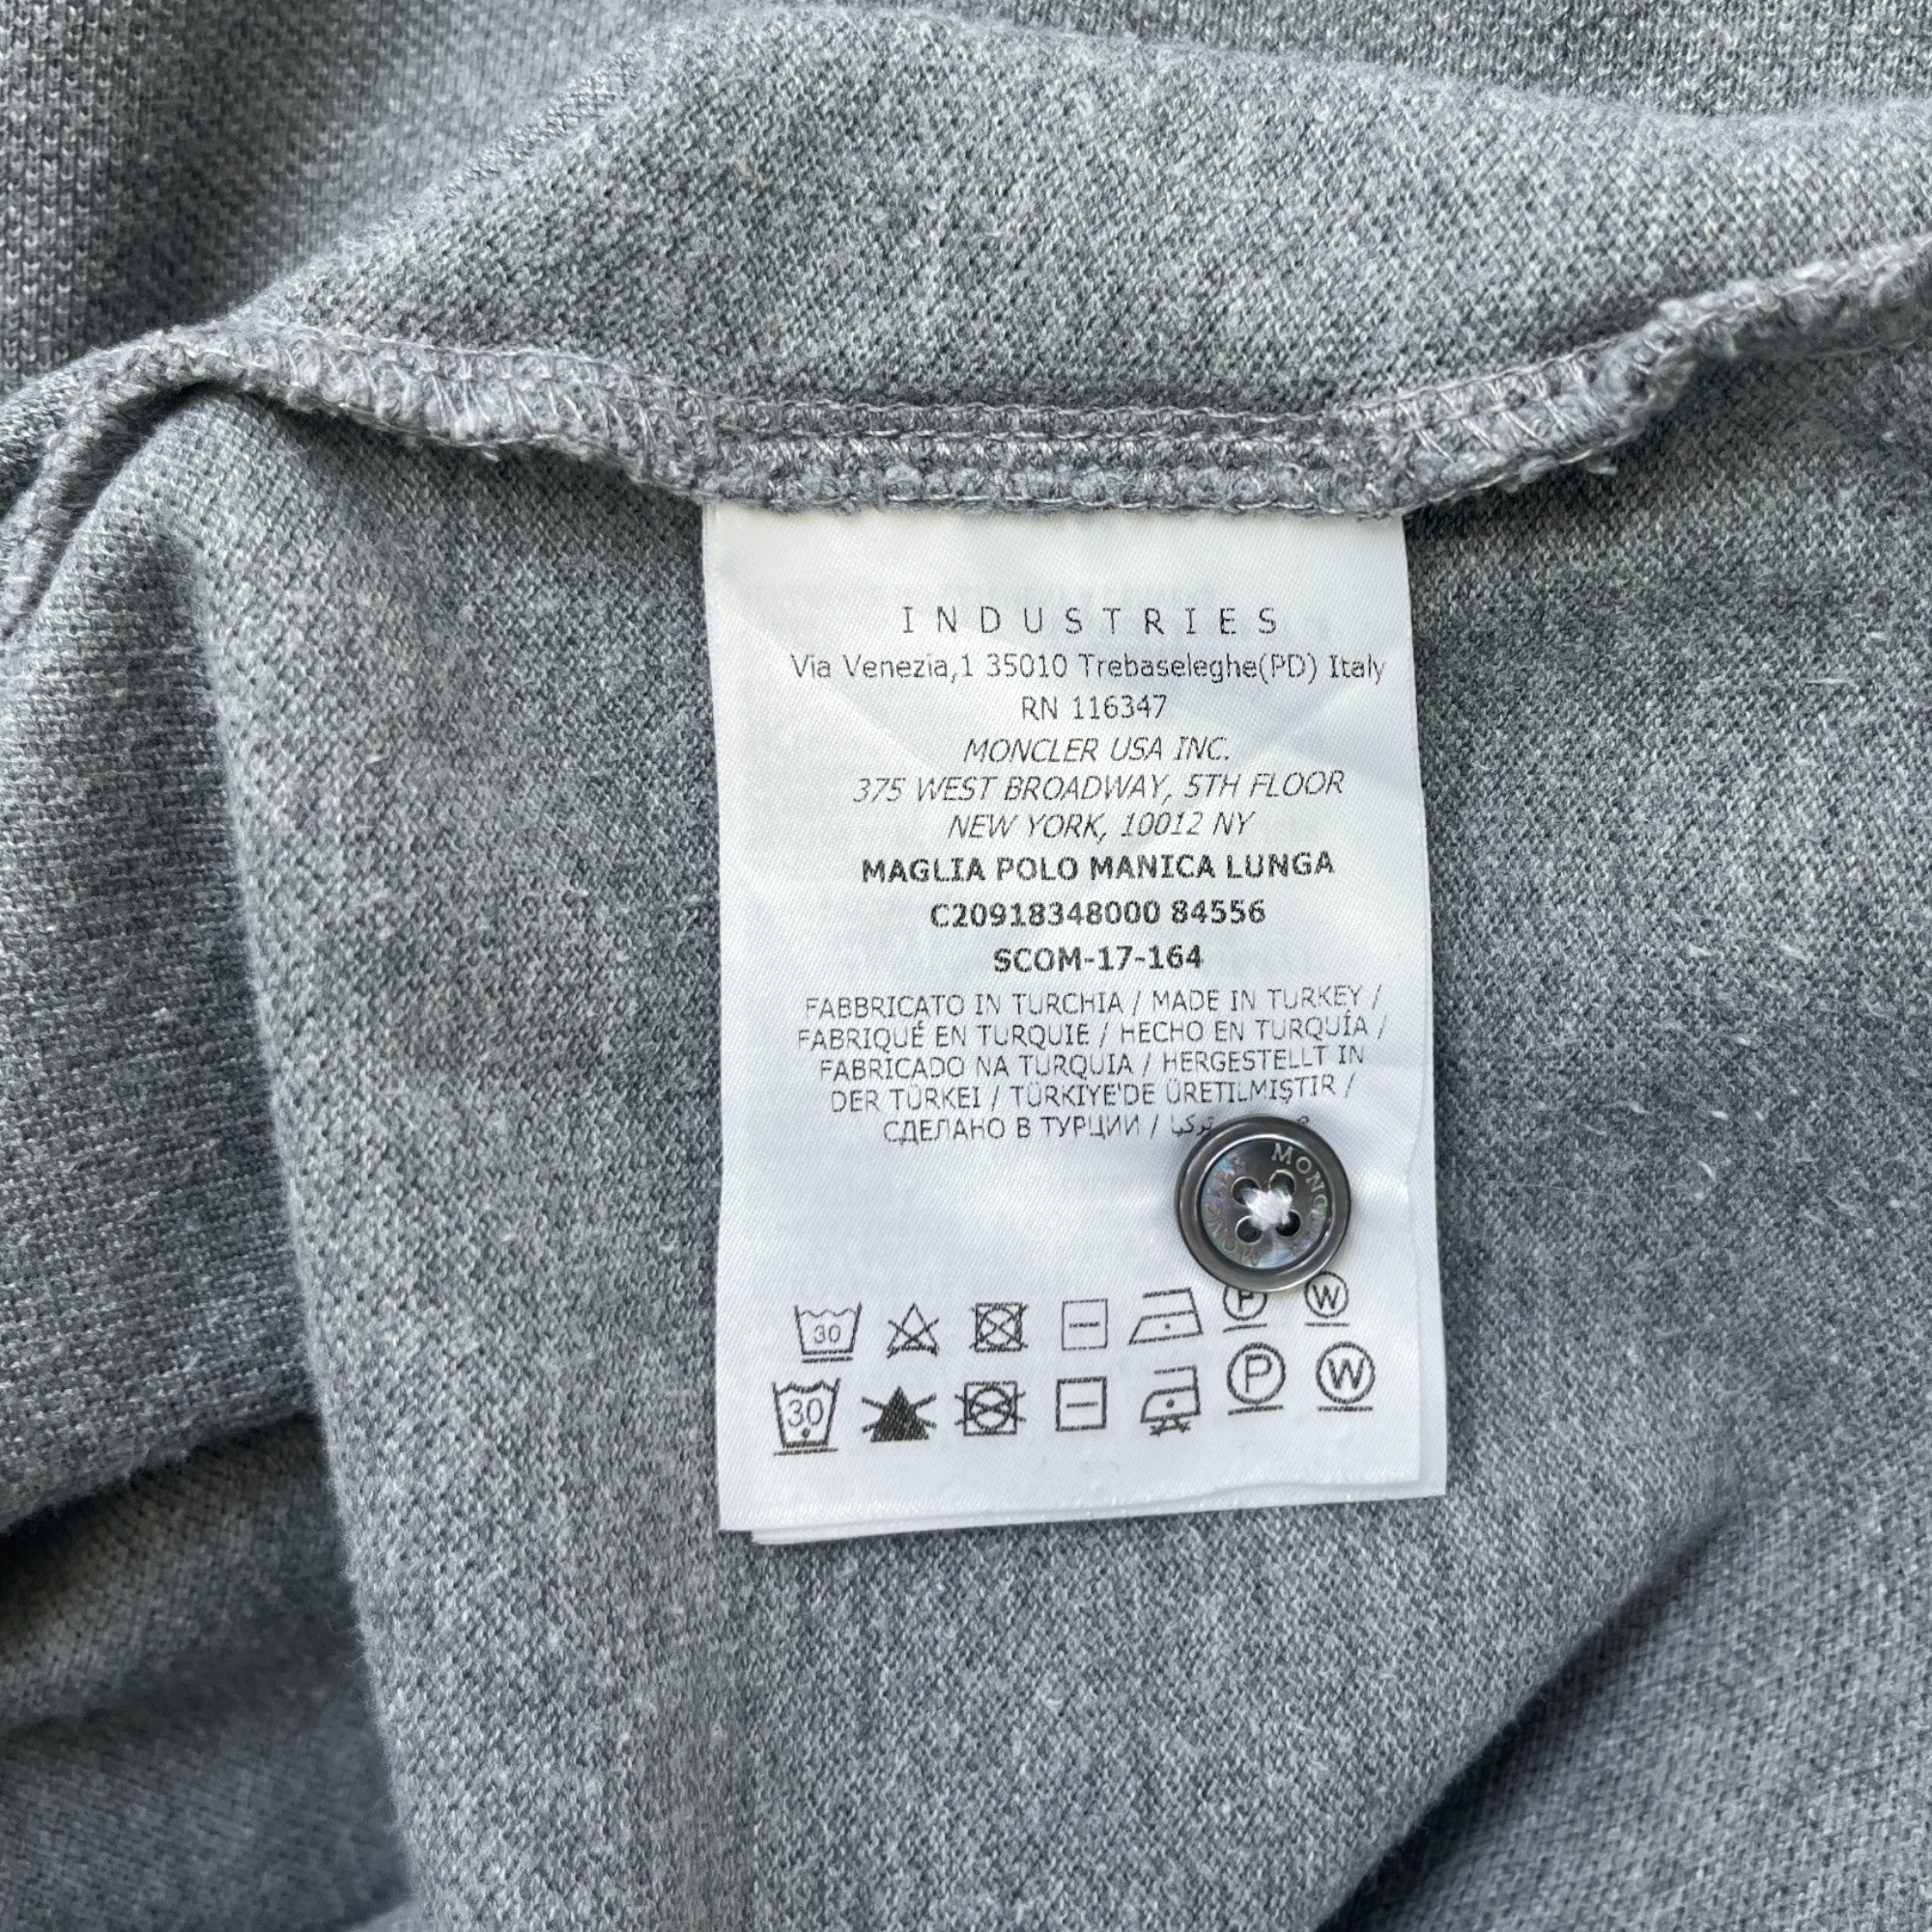 INDUSTRIES
Via Venezia,1 35010 Trebaseleghe(PD) Italy
RN 116347
MONCLER USA INC.
375 WEST BROADWAY, 5TH FLOOR
NEW YORK, 10012 NY
MAGLIA POLO MANICA LUNGA
C20918348000 84556
SCOM-17-164
FABBRICATO IN TURCHIA / MADE IN TURKEY /
FABRIQUÉ EN TURQUIE / HECHO EN TURQUÍA /
FABRICADO NA TURQUIA / HERGESTELLT IN
DER TÜRKEI / TÜRKIYE'DE ÜRETILMIŞTIR /
СДЕЛАНО В ТУРЦИИ /
30 P W
30 P W